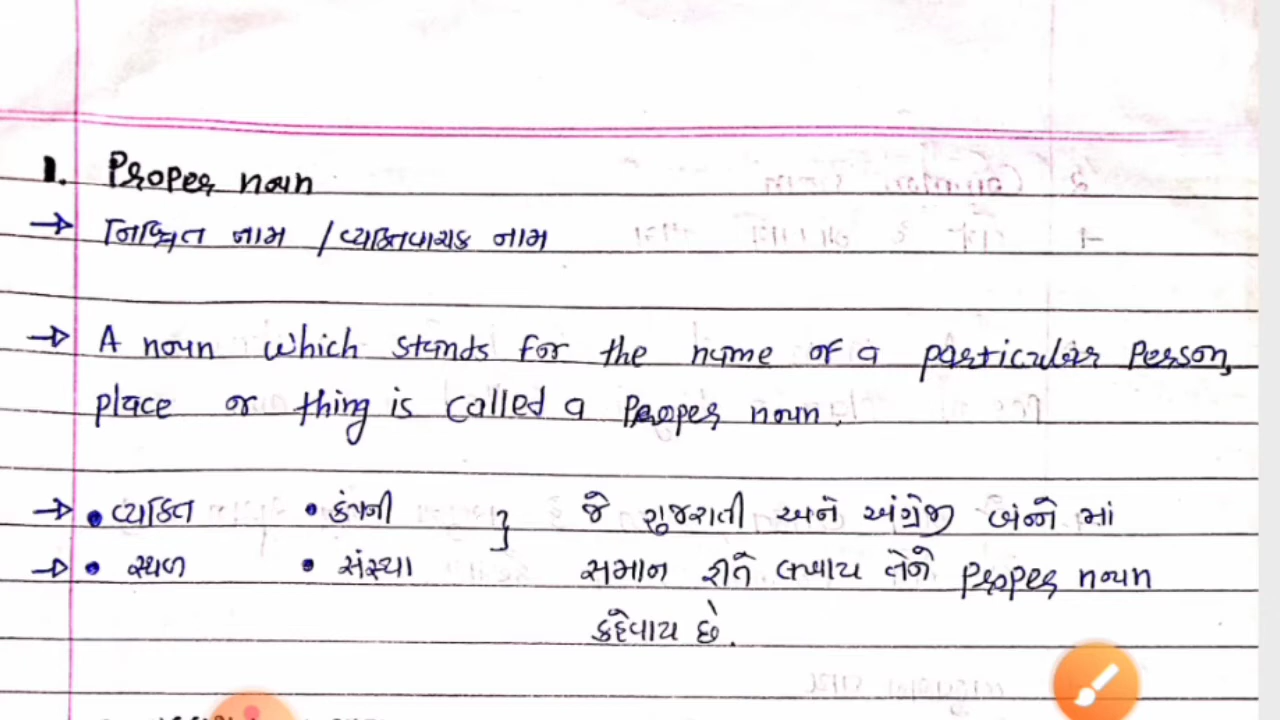 1. Proper noun
→ નિશ્ચિત નામ / વ્યક્તિવાચક નામ
→ A noun which stands for the name of a particular person,
place or thing is called a Proper noun.
→ • વ્યક્તિ • કંપની } જે ગુજરાતી અને અંગ્રેજી બંને માં
→ • સ્થળ • સંસ્થા સમાન રીતે લખાય તેને proper noun
કહેવાય છે.